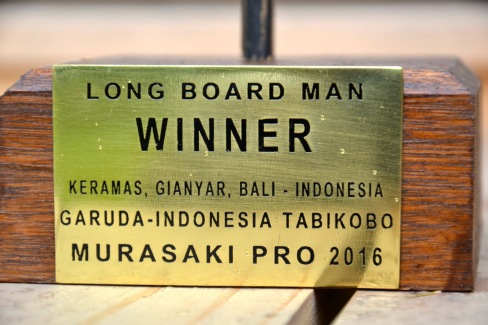 LONG BOARD MAN
WINNER
KERAMAS, GIANYAR, BALI - INDONESIA
GARUDA-INDONESIA TABIKOBO
MURASAKI PRO 2016